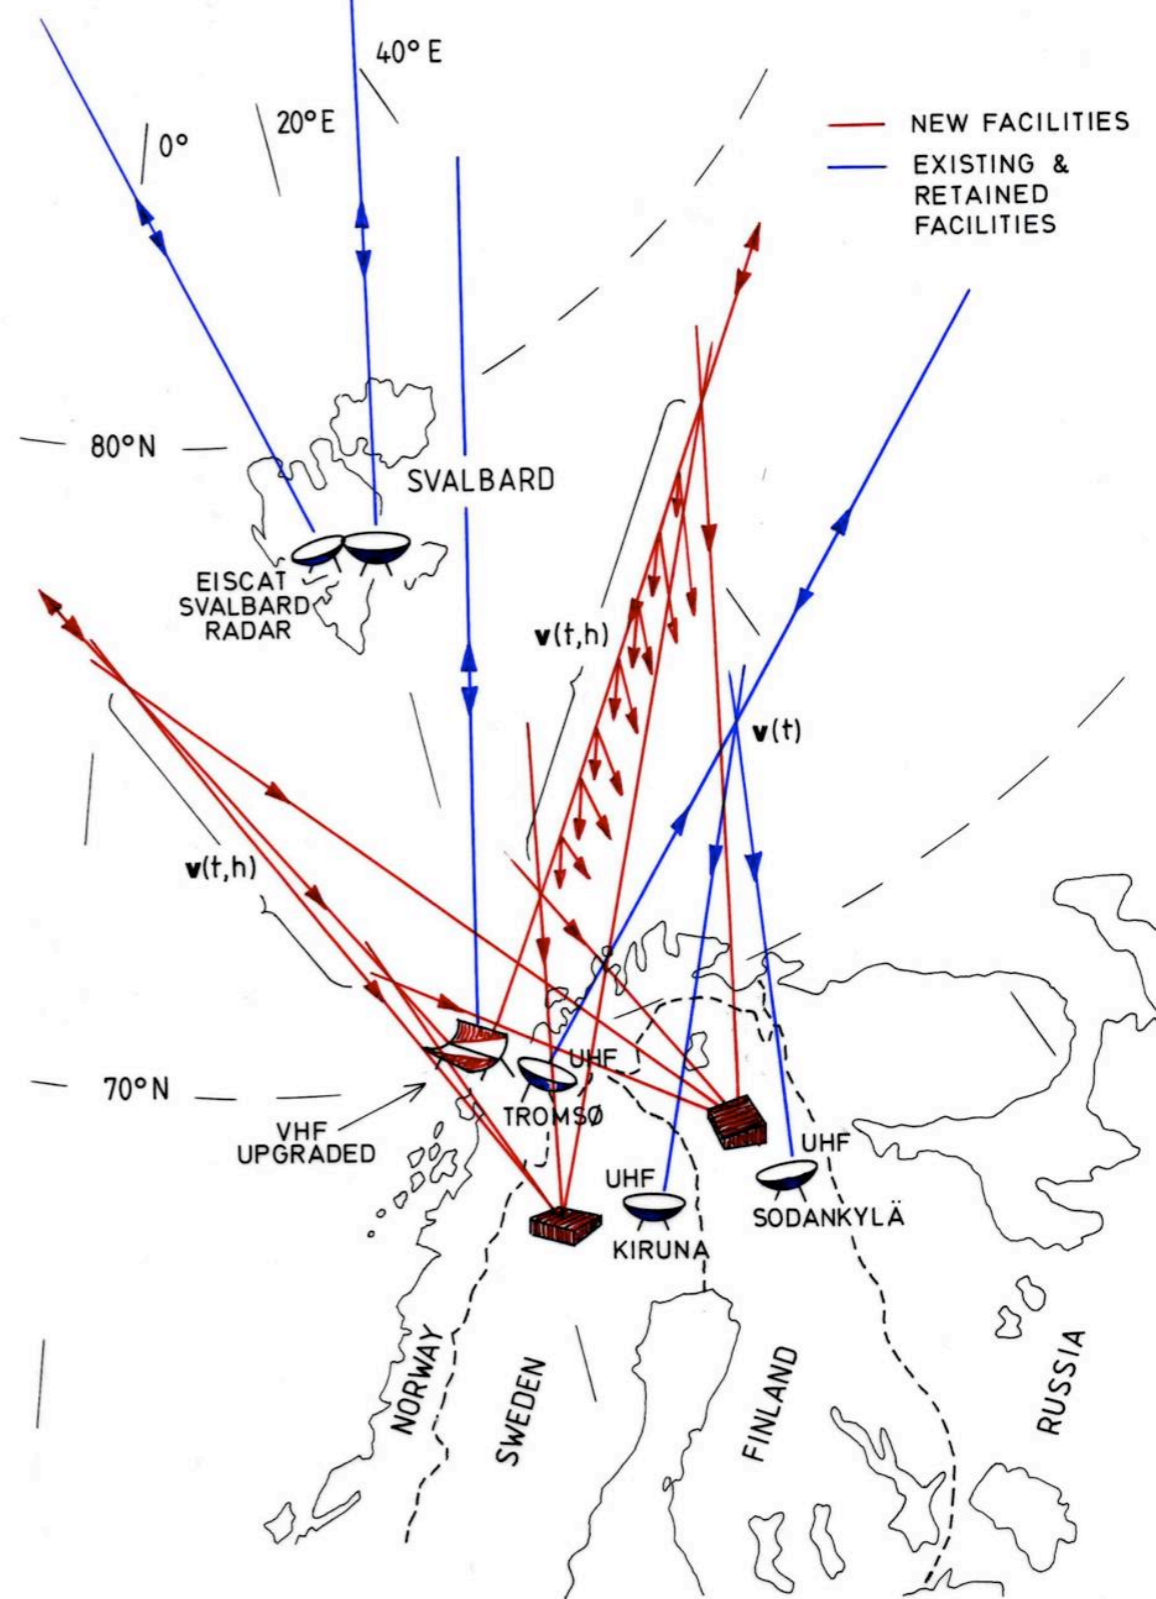 40° E
20° E
0°
NEW FACILITIES
EXISTING &
RETAINED
FACILITIES
80°N
SVALBARD
EISCAT
SVALBARD
RADAR
v(t,h)
v(t)
v(t,h)
UHF
70°N
TROMSØ
VHF
UPGRADED
UHF
UHF
SODANKYLÄ
KIRUNA
NORWAY
SWEDEN
FINLAND
RUSSIA